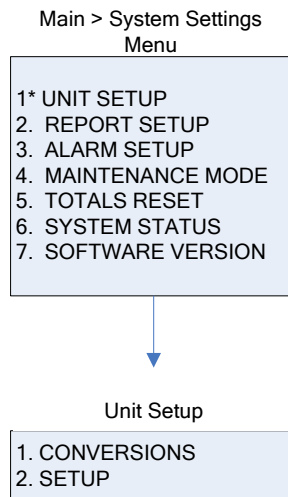 Main > System Settings
Menu
1* UNIT SETUP
2. REPORT SETUP
3. ALARM SETUP
4. MAINTENANCE MODE
5. TOTALS RESET
6. SYSTEM STATUS
7. SOFTWARE VERSION
Unit Setup
1. CONVERSIONS
2. SETUP